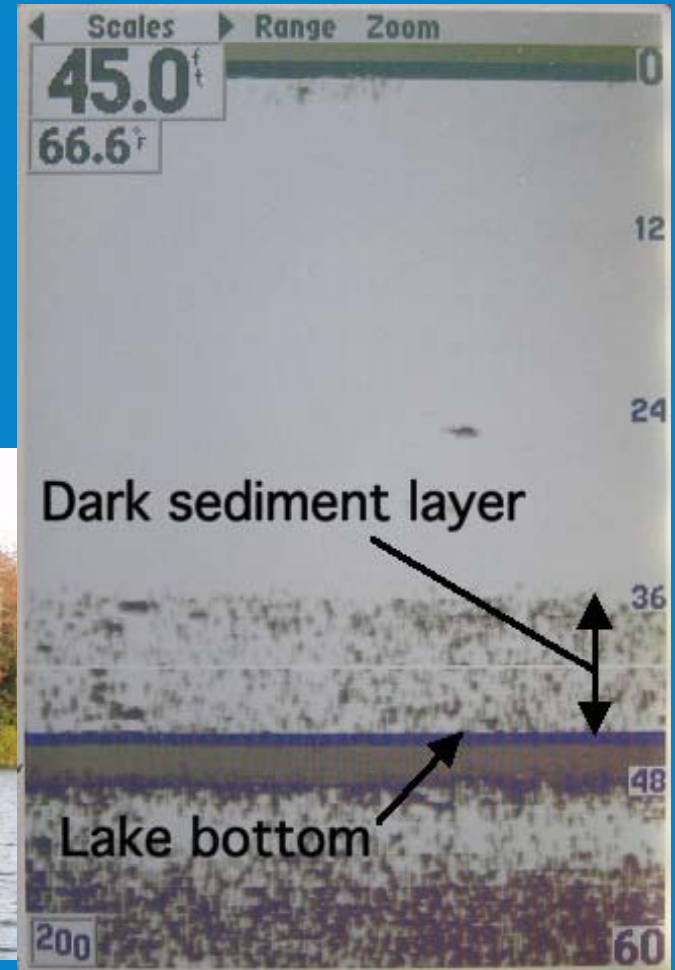 Scales Range Zoom
45.0 ft
66.6 °F
0
12
24
Dark sediment layer
36
48
Lake bottom
200
60